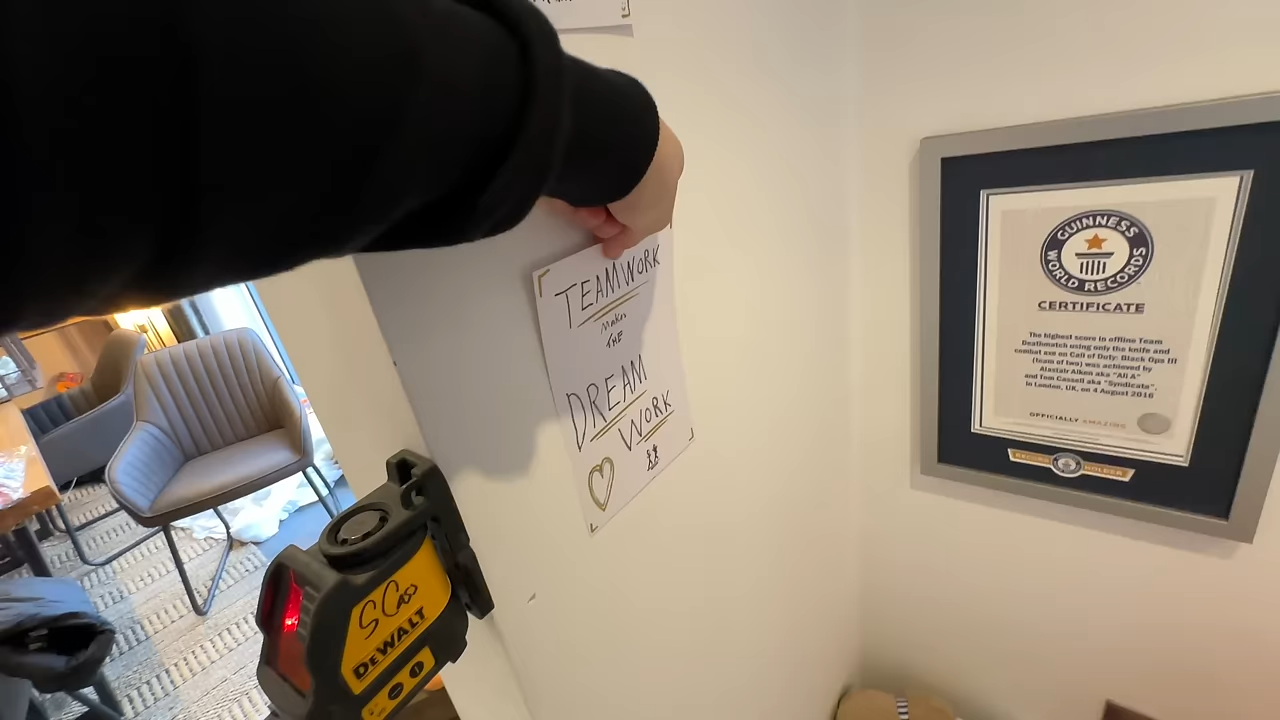 TEAMWORK
makes
THE
DREAM
WORK
S Cass
DEWALT
GUINNESS
WORLD RECORDS
CERTIFICATE
The highest score in offline Team
Deathmatch using only the knife and
combat axe on Call of Duty: Black Ops III
(team of two) was achieved by
Alastair Aiken aka "Ali A"
and Tom Cassell aka "Syndicate",
in London, UK, on 4 August 2016
OFFICIALLY AMAZING
RECORD HOLDER